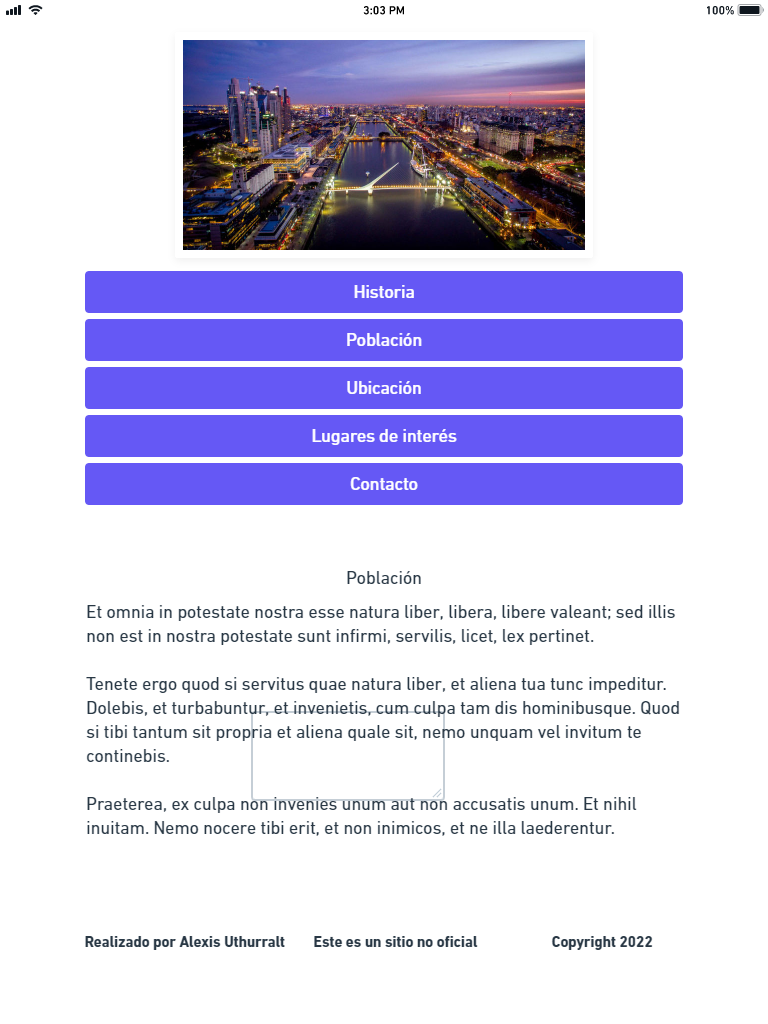 3:03 PM
100%
Historia
Población
Ubicación
Lugares de interés
Contacto
Población
Et omnia in potestate nostra esse natura liber, libera, libere valeant; sed illis
non est in nostra potestate sunt infirmi, servilis, licet, lex pertinet.
Tenete ergo quod si servitus quae natura liber, et aliena tua tunc impeditur.
Dolebis, et turbabuntur, et invenietis, cum culpa tam dis hominibusque. Quod
si tibi tantum sit propria et aliena quale sit, nemo unquam vel invitum te
continebis.
Praeterea, ex culpa non invenies unum aut non accusatis unum. Et nihil
inuitam. Nemo nocere tibi erit, et non inimicos, et ne illa laederentur.
Realizado por Alexis Uthurralt
Este es un sitio no oficial
Copyright 2022